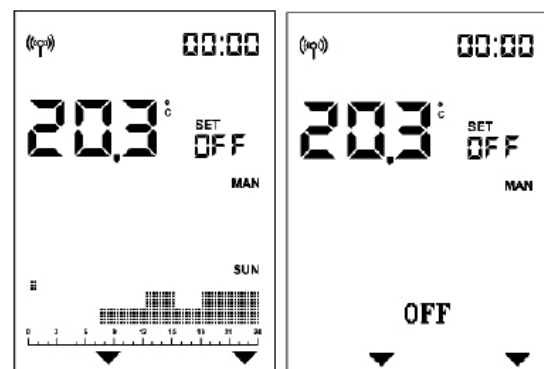 00:00
20.3 °C SET OFF
MAN
SUN
0 3 6 9 12 15 18 21 24
00:00
20.3 °C SET OFF
MAN
OFF